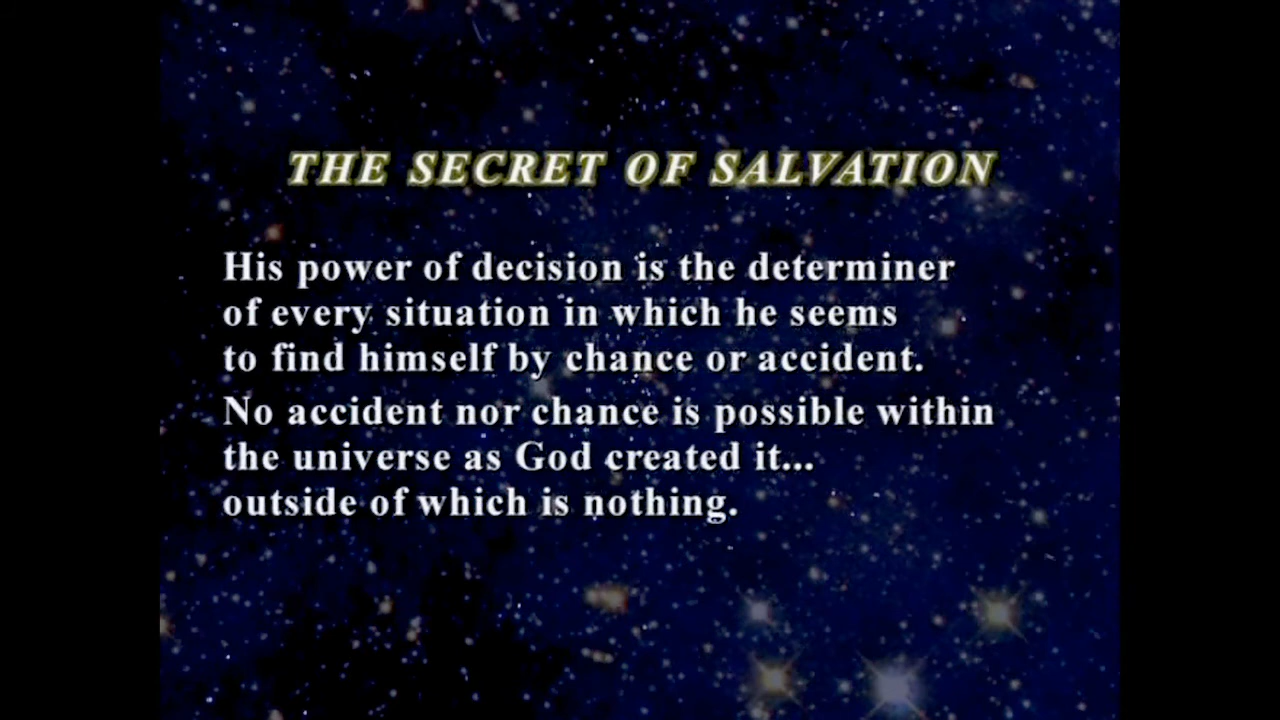 THE SECRET OF SALVATION
His power of decision is the determiner
of every situation in which he seems
to find himself by chance or accident.
No accident nor chance is possible within
the universe as God created it...
outside of which is nothing.